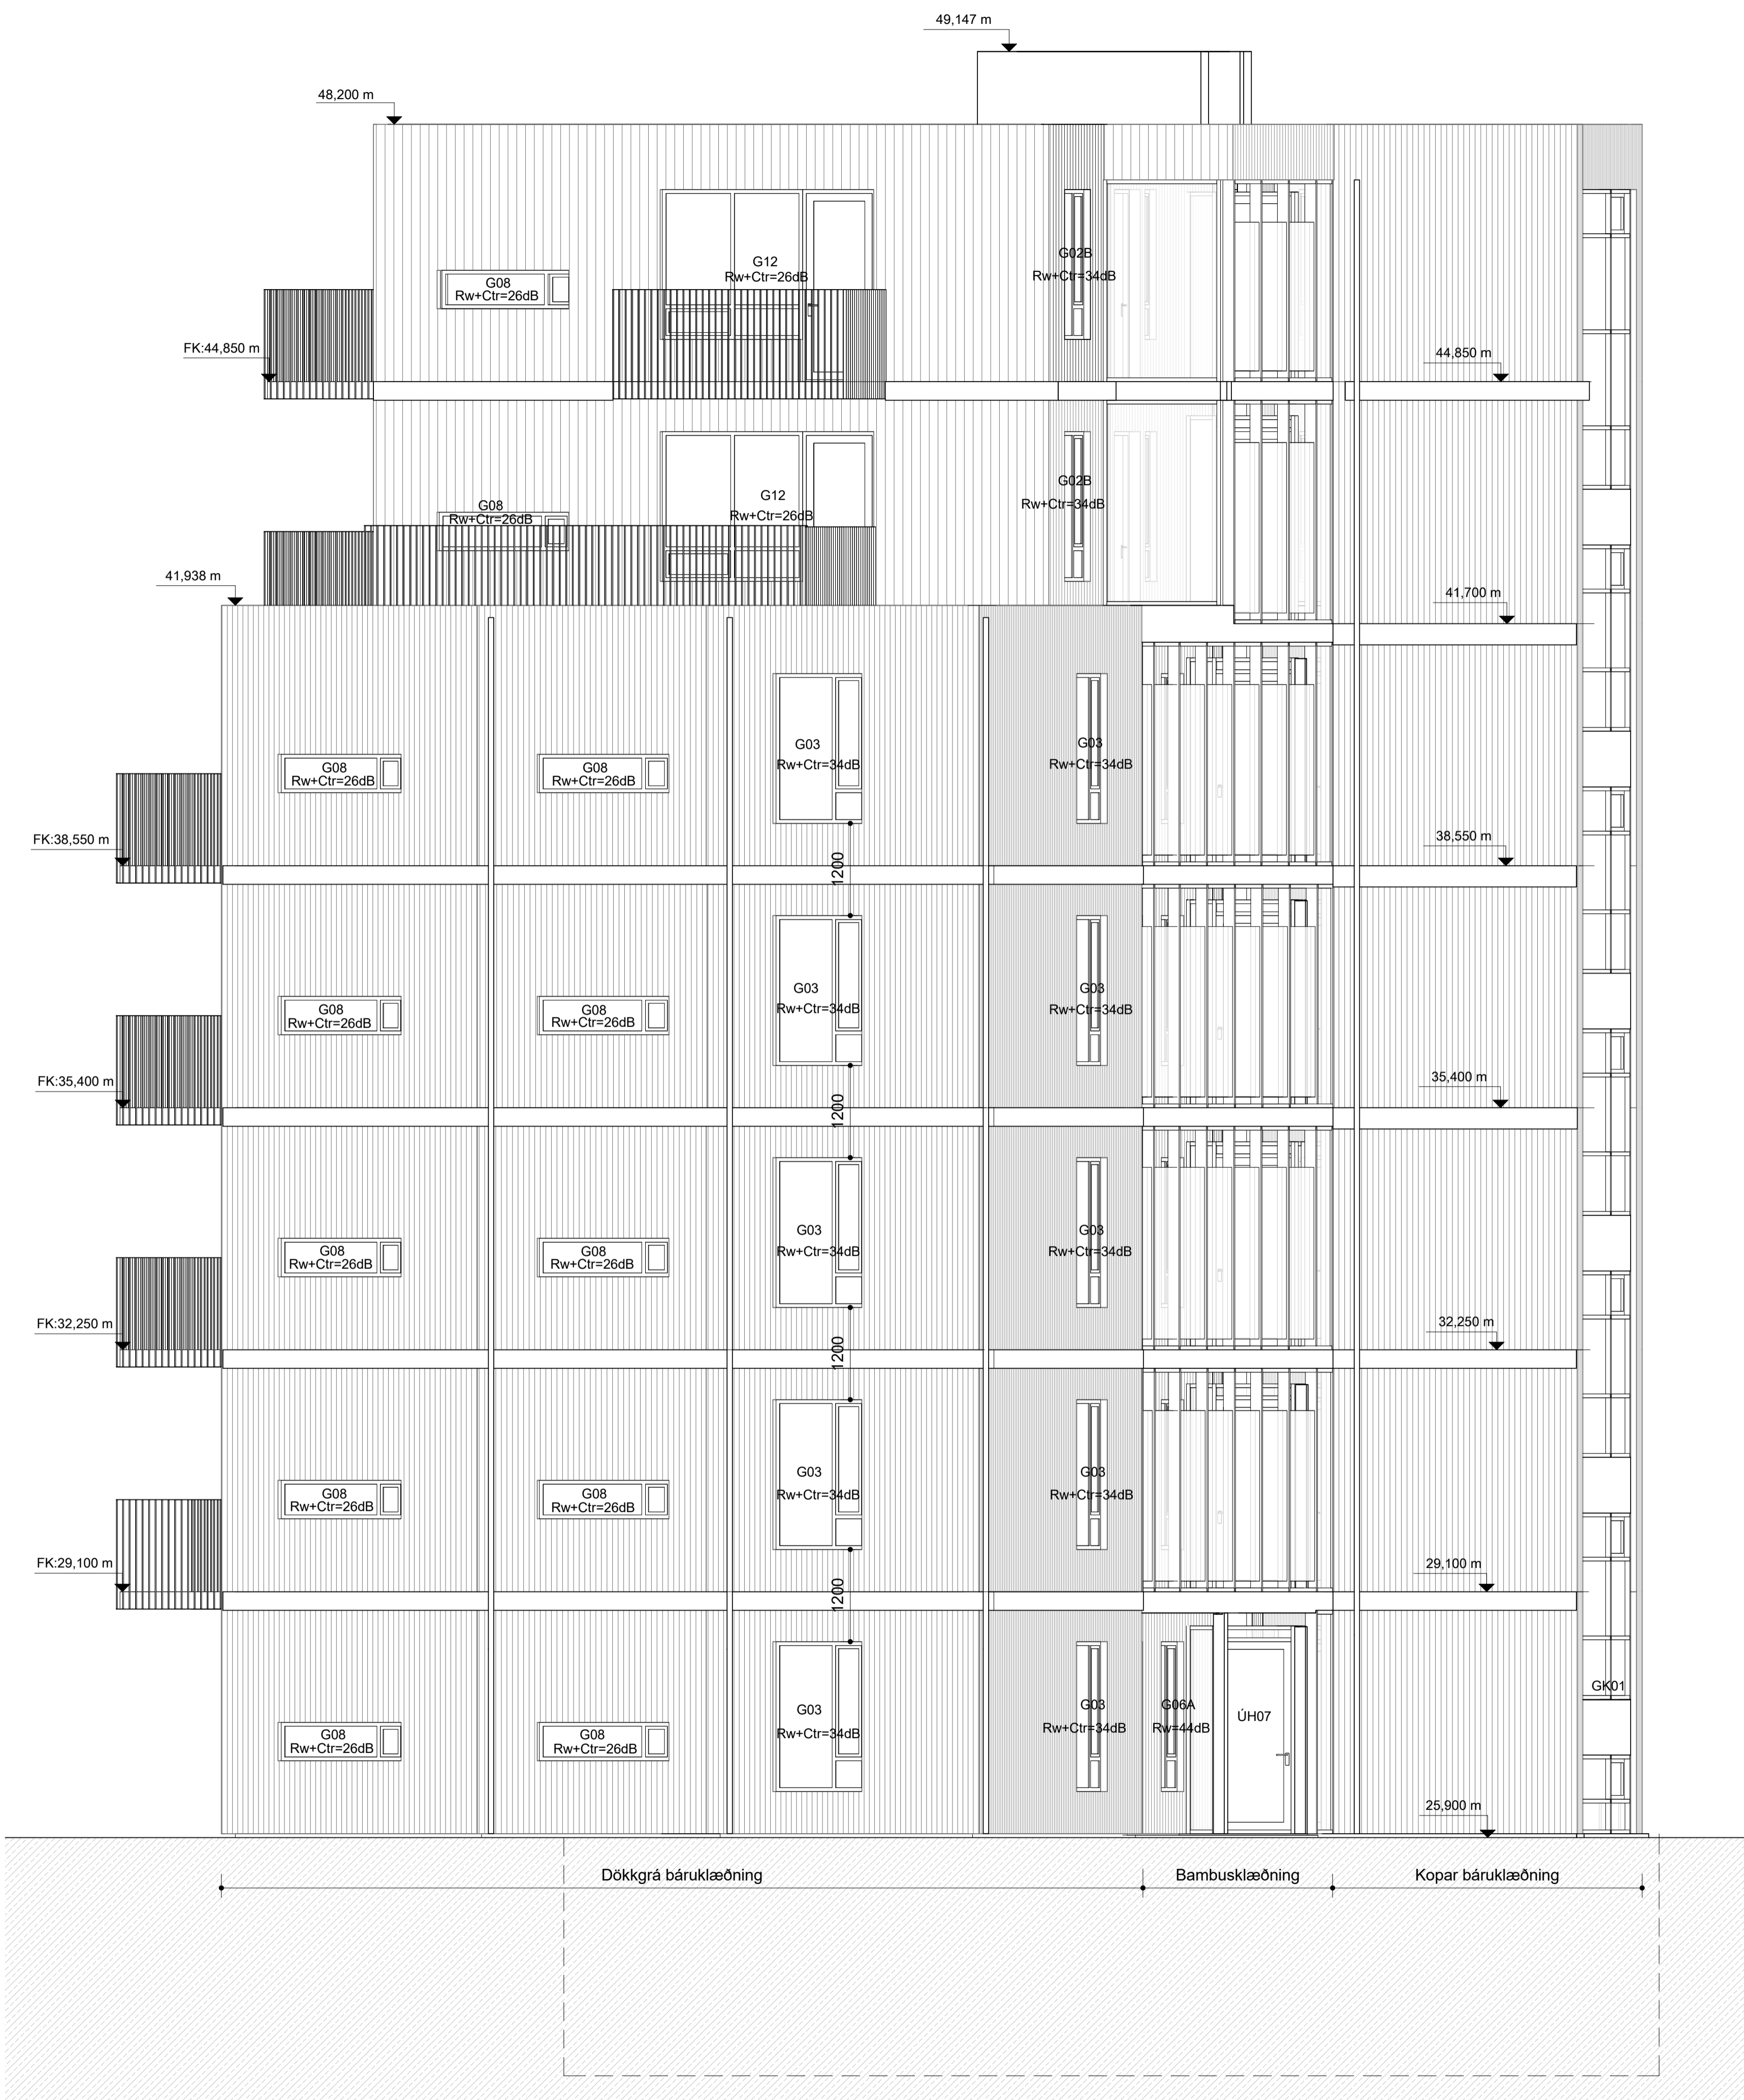 49,147 m
48,200 m
G12
Rw+Ctr=26dB
G02B
Rw+Ctr=34dB
G08
Rw+Ctr=26dB
FK:44,850 m
44,850 m
G12
Rw+Ctr=26dB
G02B
Rw+Ctr=34dB
G08
Rw+Ctr=26dB
41,938 m
41,700 m
G08
Rw+Ctr=26dB
G08
Rw+Ctr=26dB
G03
Rw+Ctr=34dB
G03
Rw+Ctr=34dB
FK:38,550 m
38,550 m
1200
G08
Rw+Ctr=26dB
G08
Rw+Ctr=26dB
G03
Rw+Ctr=34dB
G03
Rw+Ctr=34dB
FK:35,400 m
35,400 m
1200
G08
Rw+Ctr=26dB
G08
Rw+Ctr=26dB
G03
Rw+Ctr=34dB
G03
Rw+Ctr=34dB
FK:32,250 m
32,250 m
1200
G08
Rw+Ctr=26dB
G08
Rw+Ctr=26dB
G03
Rw+Ctr=34dB
G03
Rw+Ctr=34dB
FK:29,100 m
29,100 m
1200
G08
Rw+Ctr=26dB
G08
Rw+Ctr=26dB
G03
Rw+Ctr=34dB
G03
Rw+Ctr=34dB
G06A
Rw=44dB
ÚH07
GK01
25,900 m
Dökkgrá báruklæðning
Bambusklæðning
Kopar báruklæðning